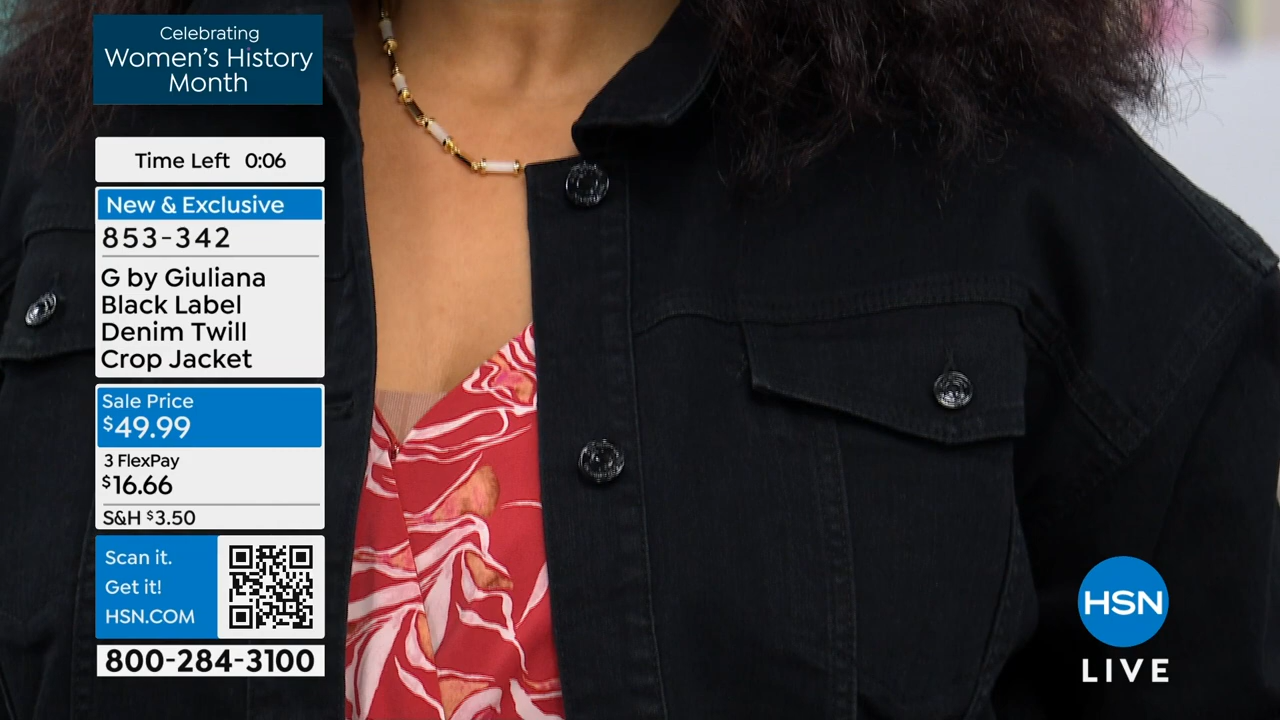 Celebrating
Women's History
Month
Time Left 0:06
New & Exclusive
853-342
G by Giuliana
Black Label
Denim Twill
Crop Jacket
Sale Price
$49.99
3 FlexPay
$16.66
S&H $3.50
Scan it.
Get it!
HSN.COM
800-284-3100
HSN
LIVE